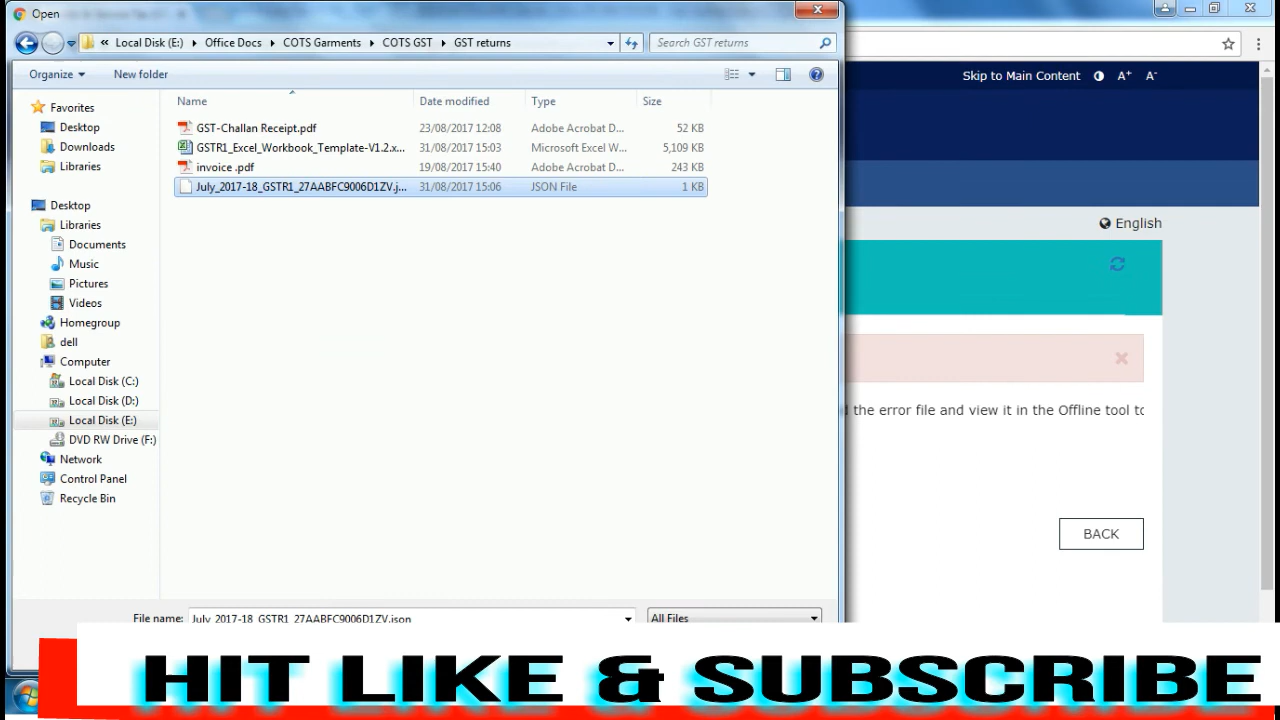 Open
« Local Disk (E:) Office Docs COTS Garments COTS GST GST returns Search GST returns
Skip to Main Content A+ A-
Organize New folder
Name Date modified Type Size
Favorites
Desktop
Downloads
Libraries
GST-Challan Receipt.pdf 23/08/2017 12:08 Adobe Acrobat D... 52 KB
GSTR1_Excel_Workbook_Template-V1.2.x... 31/08/2017 15:03 Microsoft Excel W... 5,109 KB
invoice .pdf 19/08/2017 15:40 Adobe Acrobat D... 243 KB
July_2017-18_GSTR1_27AABFC9006D1ZV.j... 31/08/2017 15:06 JSON File 1 KB
Desktop
Libraries
Documents
Music
Pictures
Videos
Homegroup
dell
Computer
Local Disk (C:)
Local Disk (D:)
Local Disk (E:)
DVD RW Drive (F:)
Network
Control Panel
Recycle Bin
English
the error file and view it in the Offline tool
BACK
File name: July_2017-18_GSTR1_27AABFC9006D1ZV.json All Files
HIT LIKE & SUBSCRIBE